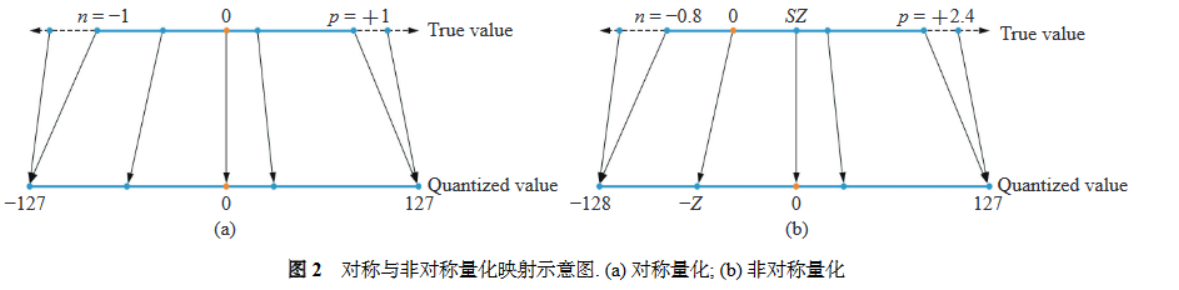 n = −1 0 p = +1
True value
−127 0 127
Quantized value
(a)
n = −0.8 0 SZ p = +2.4
True value
−128 −Z 0 127
Quantized value
(b)
图 2 对称与非对称量化映射示意图. (a) 对称量化; (b) 非对称量化